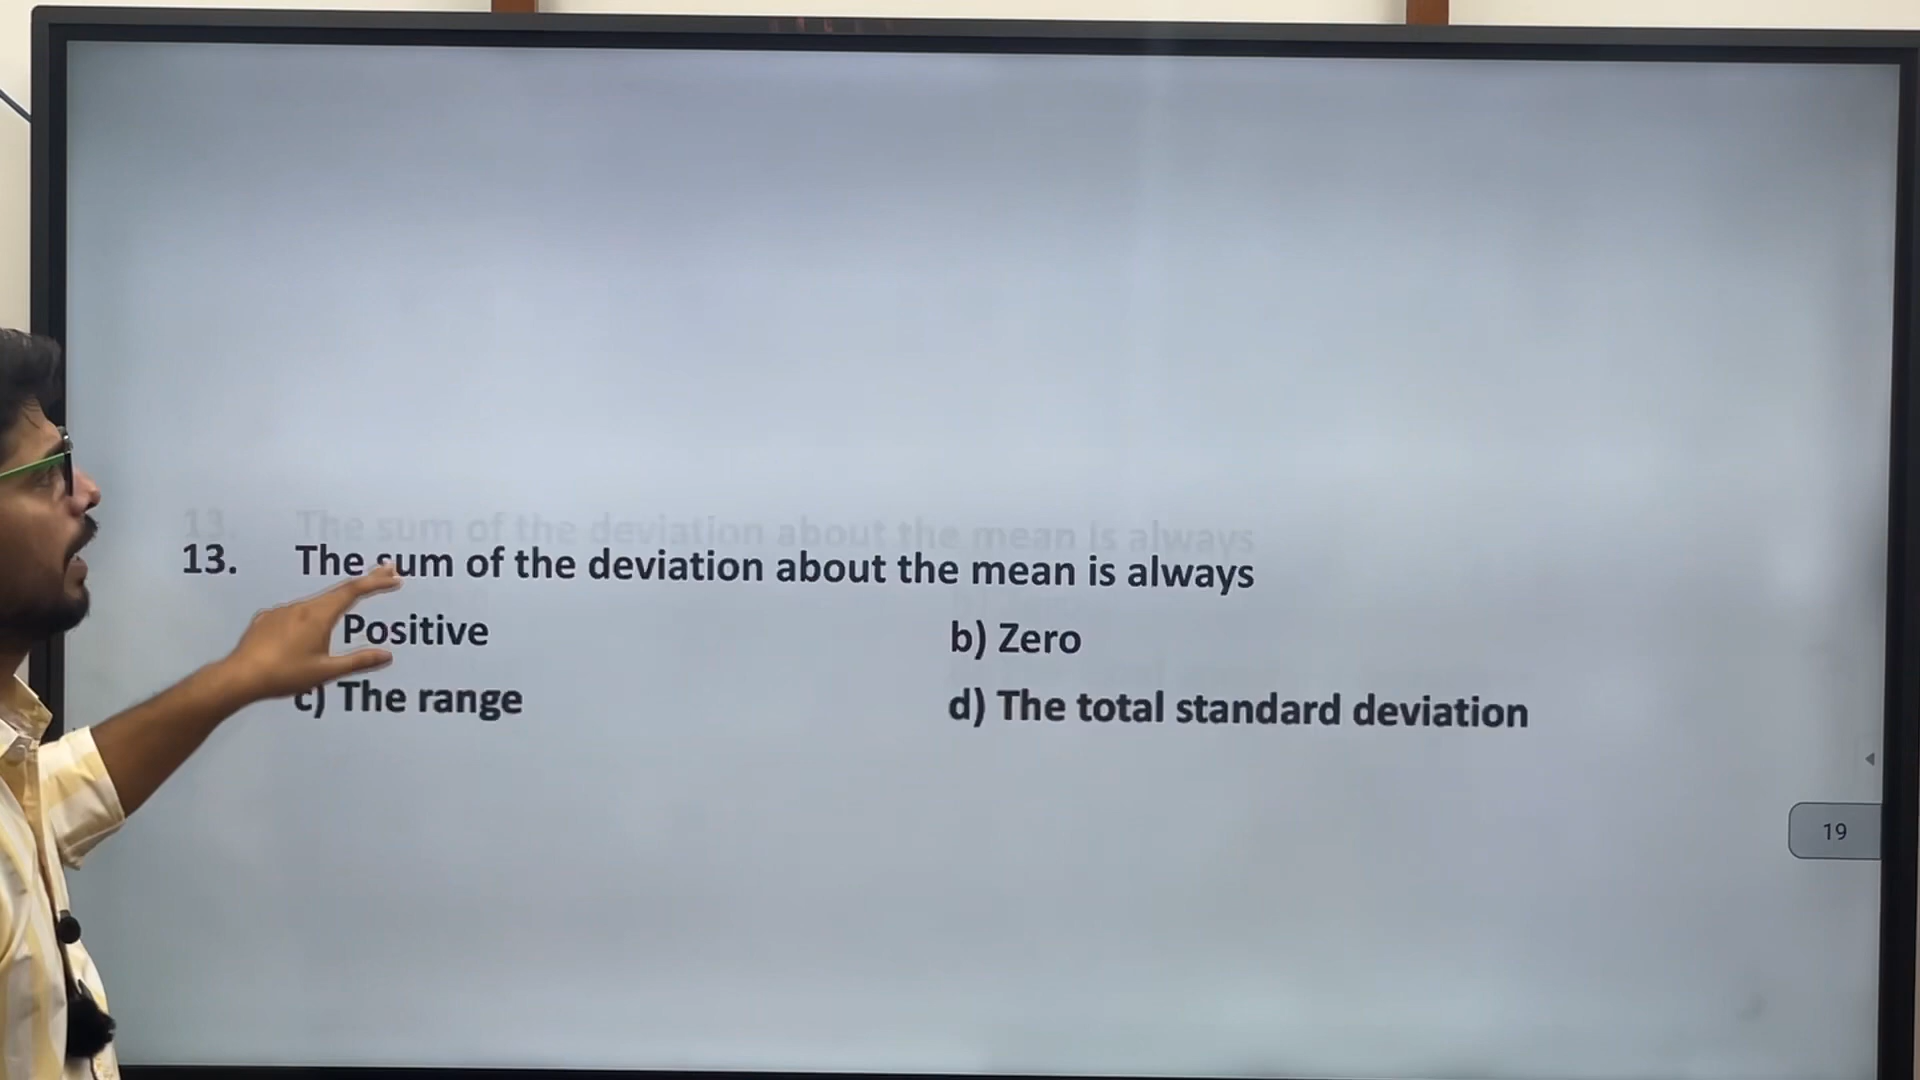 13. The sum of the deviation about the mean is always
Positive
b) Zero
c) The range
d) The total standard deviation
19